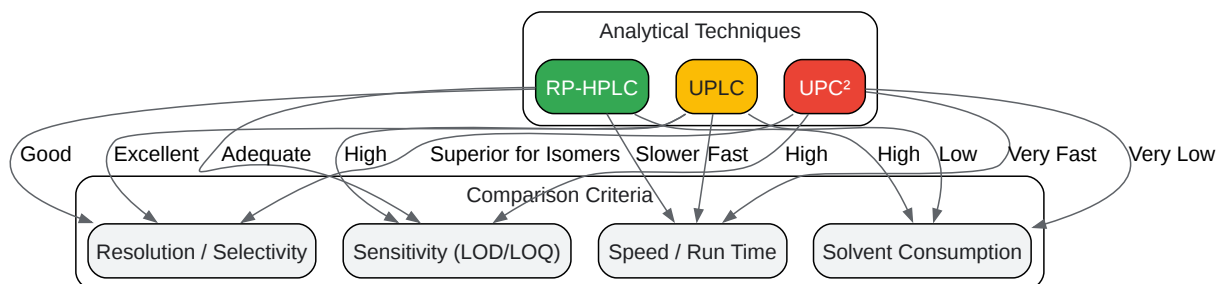 Analytical Techniques
RP-HPLC UPLC UPC²
Good Excellent Adequate High Superior for Isomers Slower Fast High High Low Very Fast Very Low
Comparison Criteria
Resolution / Selectivity Sensitivity (LOD/LOQ) Speed / Run Time Solvent Consumption